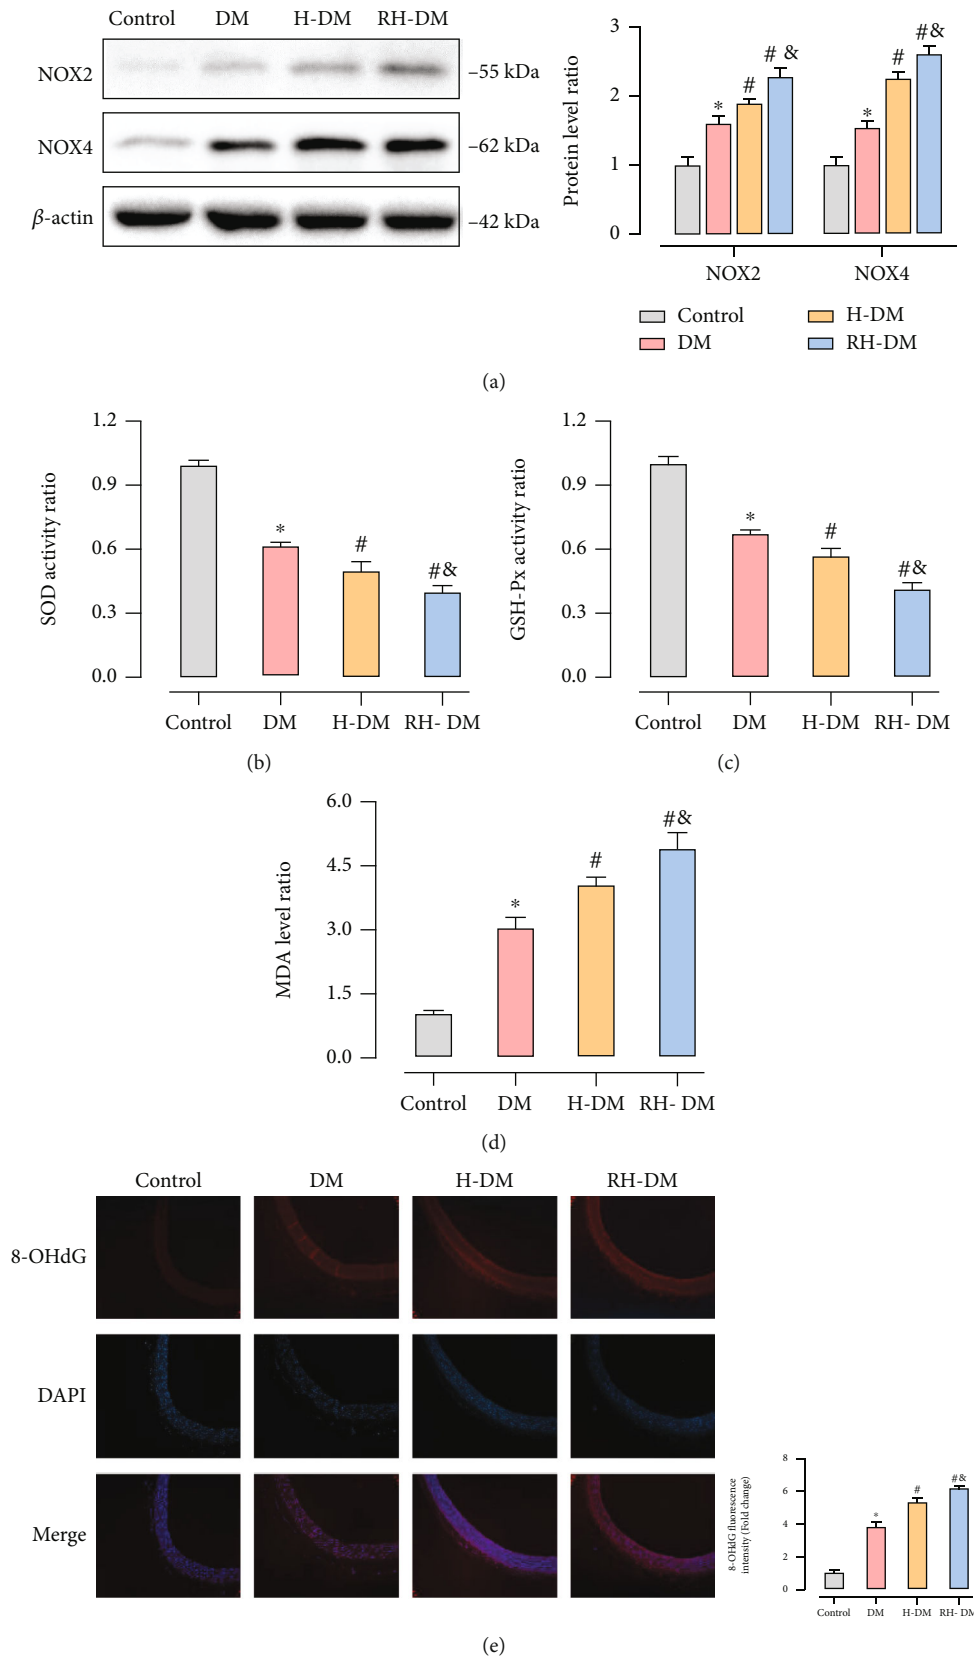 Control DM H-DM RH-DM
NOX2 –55 kDa
NOX4 –62 kDa
β-actin –42 kDa
Protein level ratio
3
2
1
0
* # # & * # #&
NOX2 NOX4
Control H-DM
DM RH-DM
(a)
SOD activity ratio
1.2
0.9
0.6
0.3
0.0
* # #&
Control DM H-DM RH- DM
(b)
GSH-Px activity ratio
1.2
0.9
0.6
0.3
0.0
* # #&
Control DM H-DM RH- DM
(c)
MDA level ratio
6.0
4.5
3.0
1.5
0.0
* # #&
Control DM H-DM RH- DM
(d)
Control DM H-DM RH-DM
8-OHdG
DAPI
Merge
8-OHdG fluorescence
intensity (Fold change)
8
6
4
2
0
* # #&
Control DM H-DM RH- DM
(e)